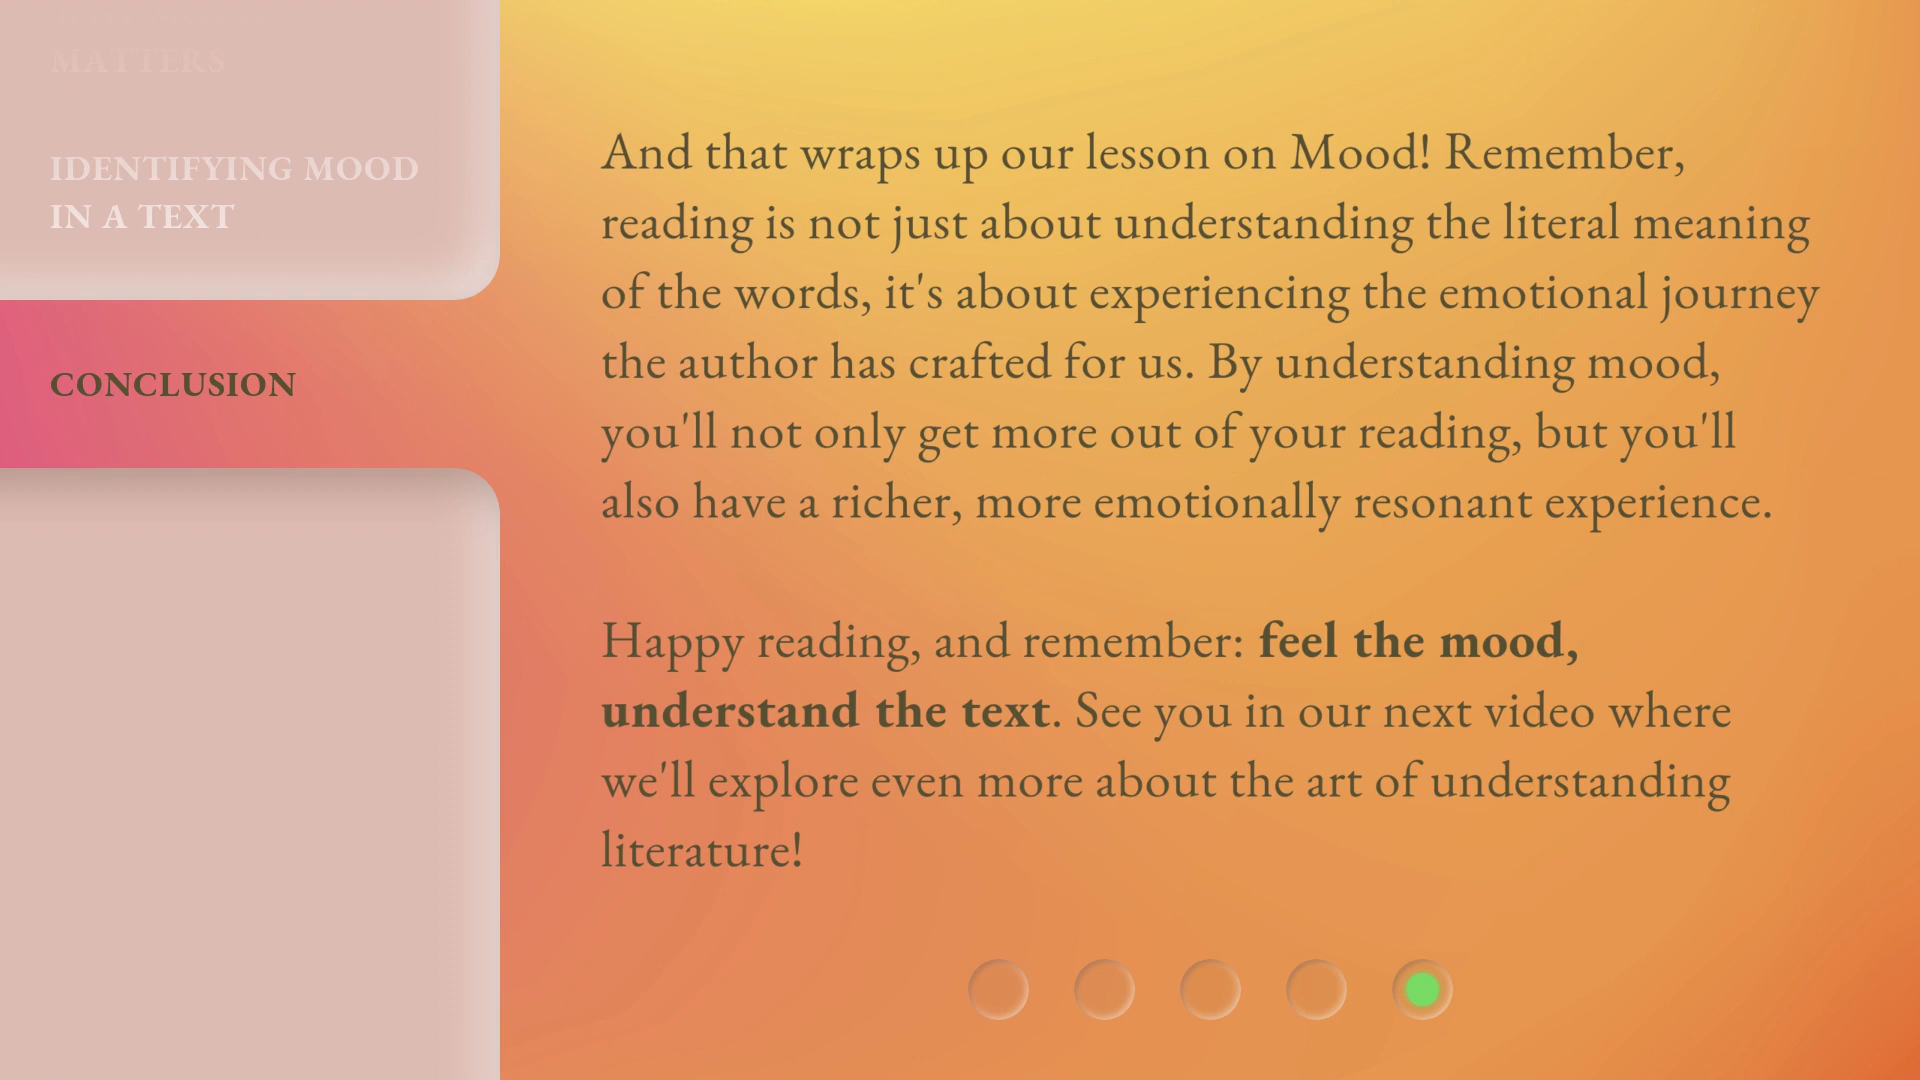 MATTERS
IDENTIFYING MOOD
IN A TEXT
CONCLUSION
And that wraps up our lesson on Mood! Remember,
reading is not just about understanding the literal meaning
of the words, it's about experiencing the emotional journey
the author has crafted for us. By understanding mood,
you'll not only get more out of your reading, but you'll
also have a richer, more emotionally resonant experience.
Happy reading, and remember: feel the mood,
understand the text. See you in our next video where
we'll explore even more about the art of understanding
literature!